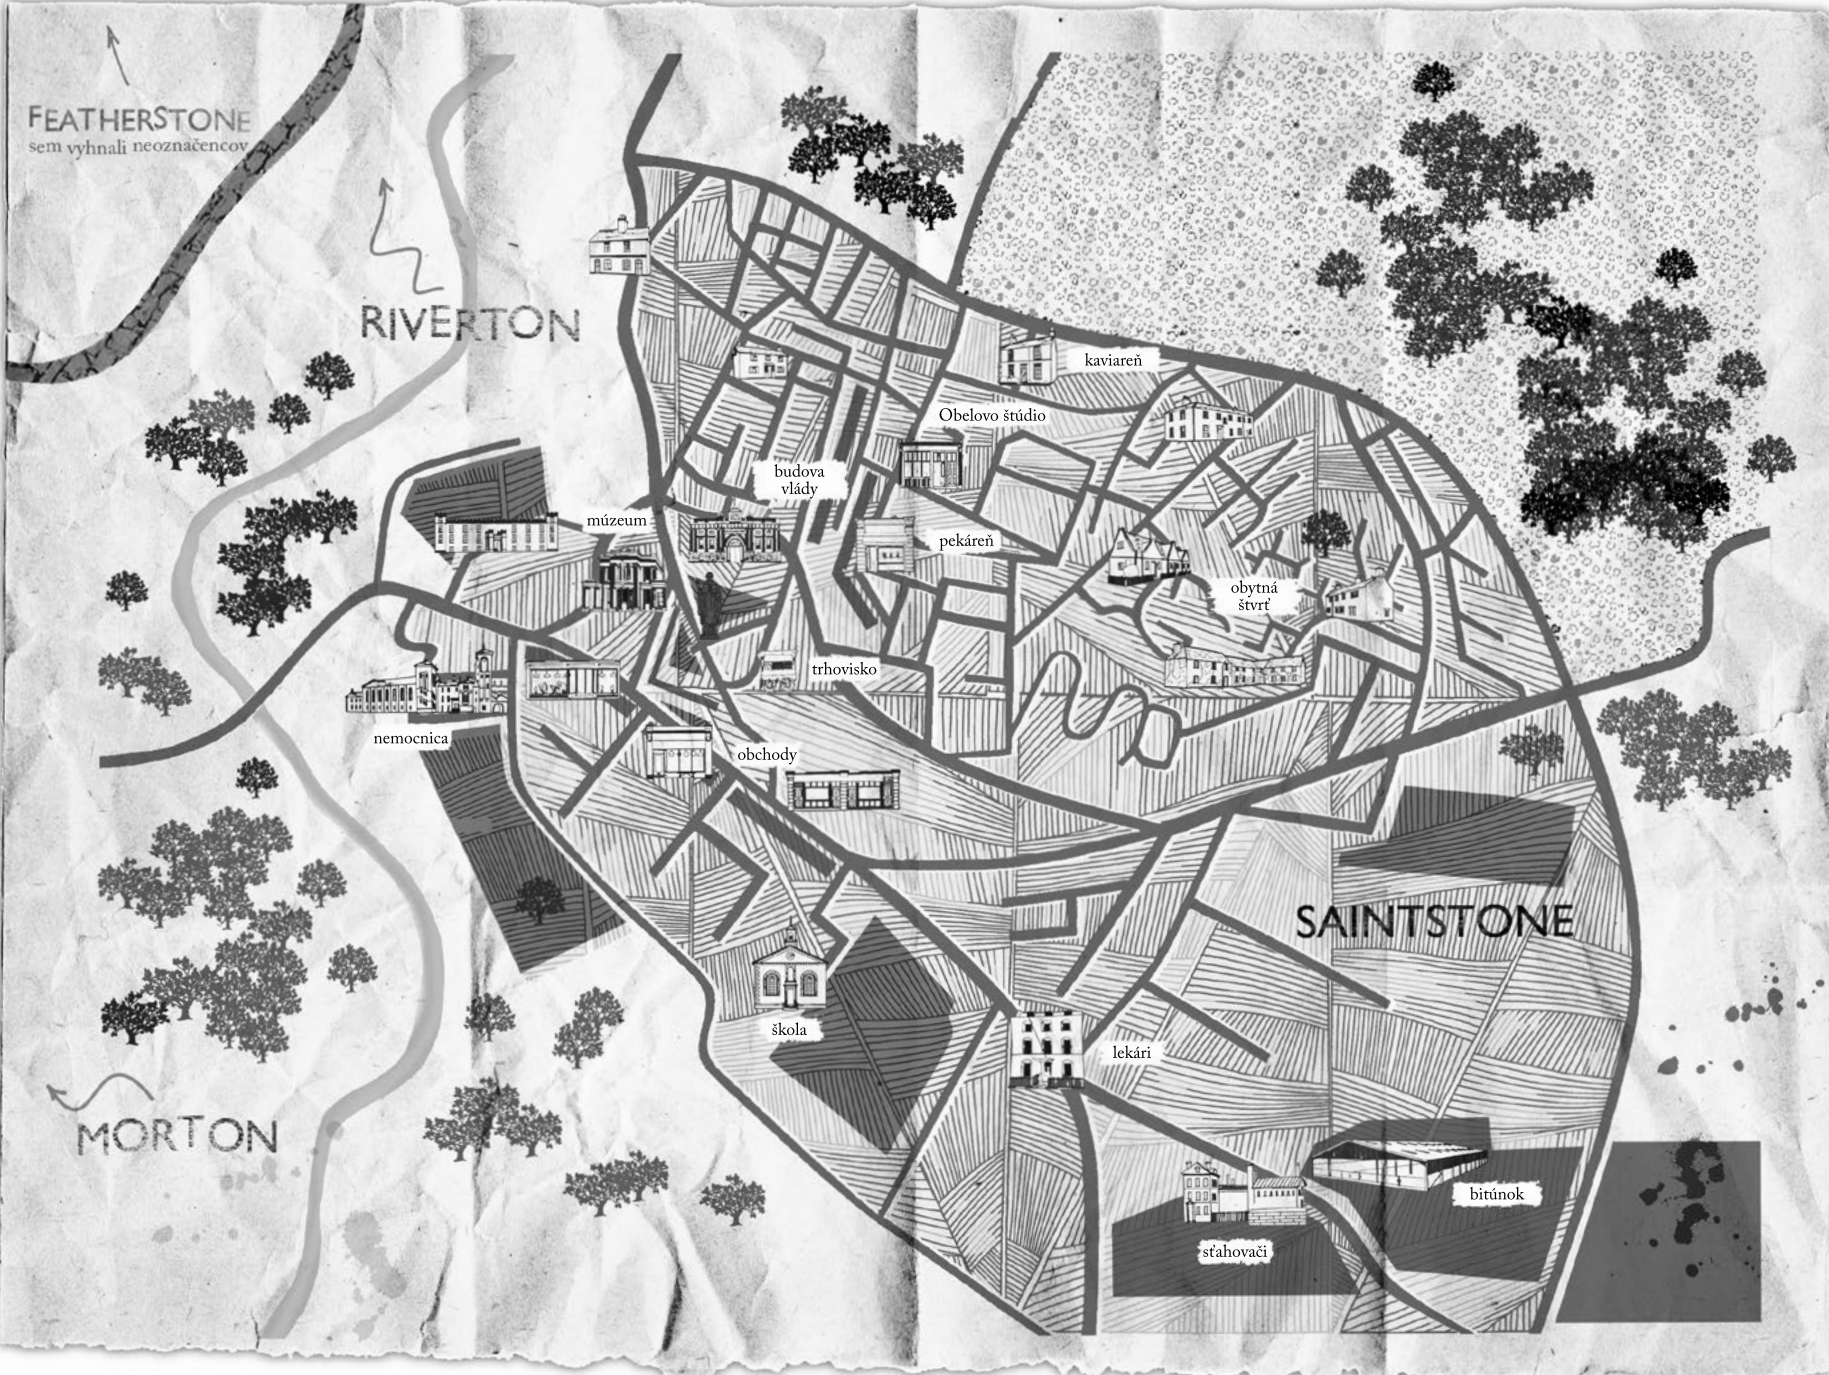 FEATHERSTONE
sem vyhnali neoznačencov
RIVERTON
kaviareň
Obelovo štúdio
budova
vlády
múzeum
pekáreň
obytná
štvrť
trhovisko
nemocnica
obchody
SAINTSTONE
škola
lekári
MORTON
bitúnok
sťahovači